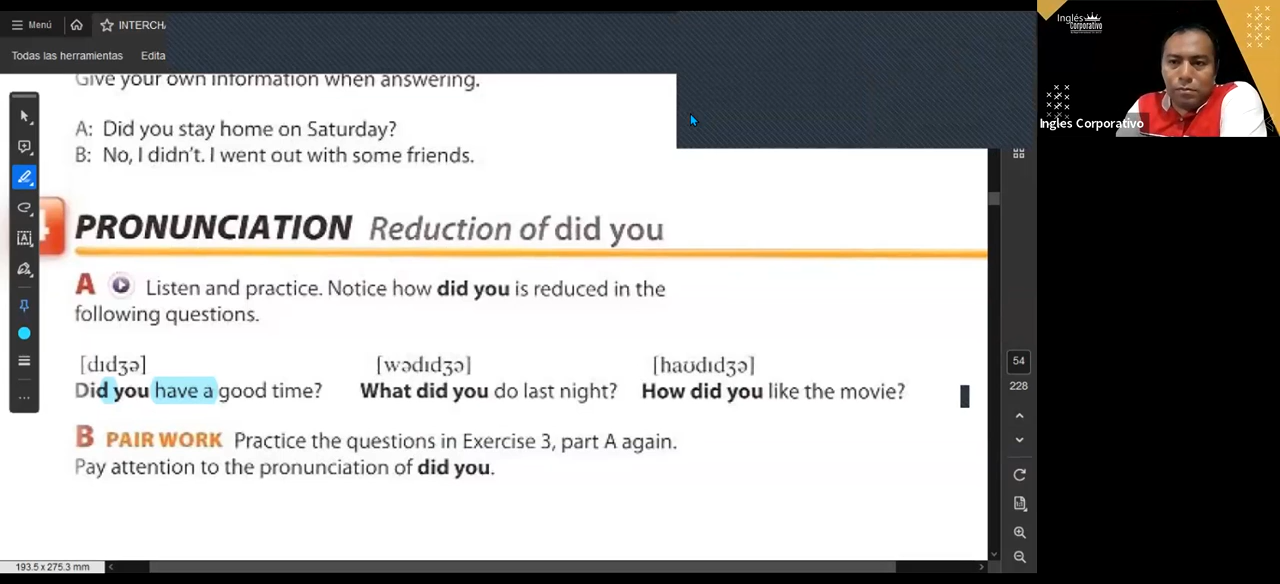 Menú
INTERCH
Todas las herramientas
Edita
Give your own information when answering.
A: Did you stay home on Saturday?
B: No, I didn't. I went out with some friends.
4 PRONUNCIATION Reduction of did you
A Listen and practice. Notice how did you is reduced in the
following questions.
[dɪdʒə] [wədɪdʒə] [haʊdɪdʒə]
Did you have a good time? What did you do last night? How did you like the movie?
B PAIR WORK Practice the questions in Exercise 3, part A again.
Pay attention to the pronunciation of did you.
193.5 x 275.3 mm
54
228
Inglés
Corporativo
Ingles Corporativo